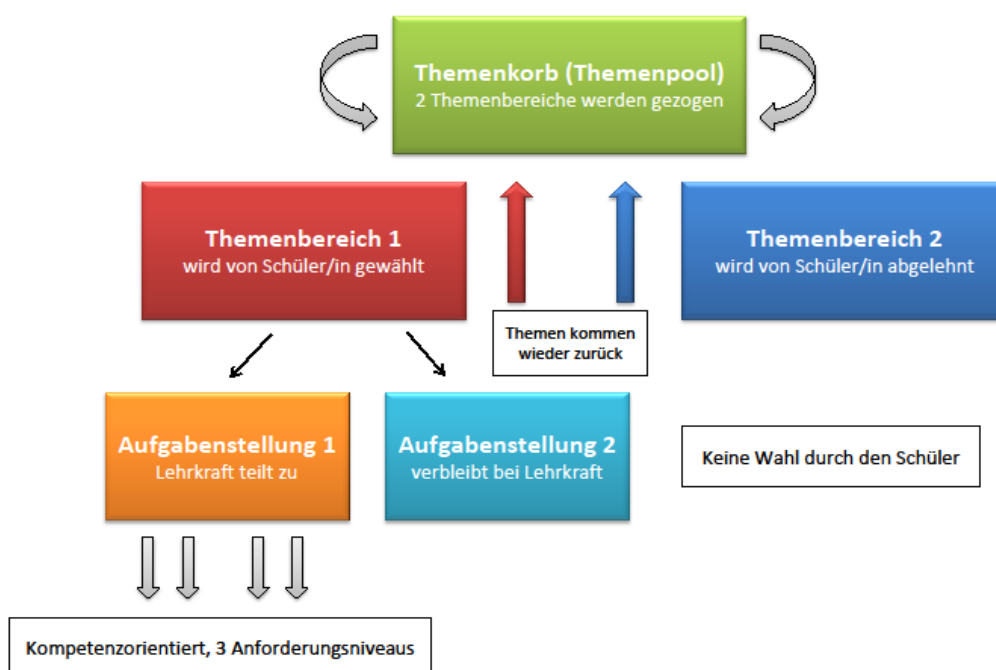 Themenkorb (Themenpool)
2 Themenbereiche werden gezogen
Themenbereich 1
wird von Schüler/in gewählt
Themenbereich 2
wird von Schüler/in abgelehnt
Themen kommen
wieder zurück
Aufgabenstellung 1
Lehrkraft teilt zu
Aufgabenstellung 2
verbleibt bei Lehrkraft
Keine Wahl durch den Schüler
Kompetenzorientiert, 3 Anforderungsniveaus